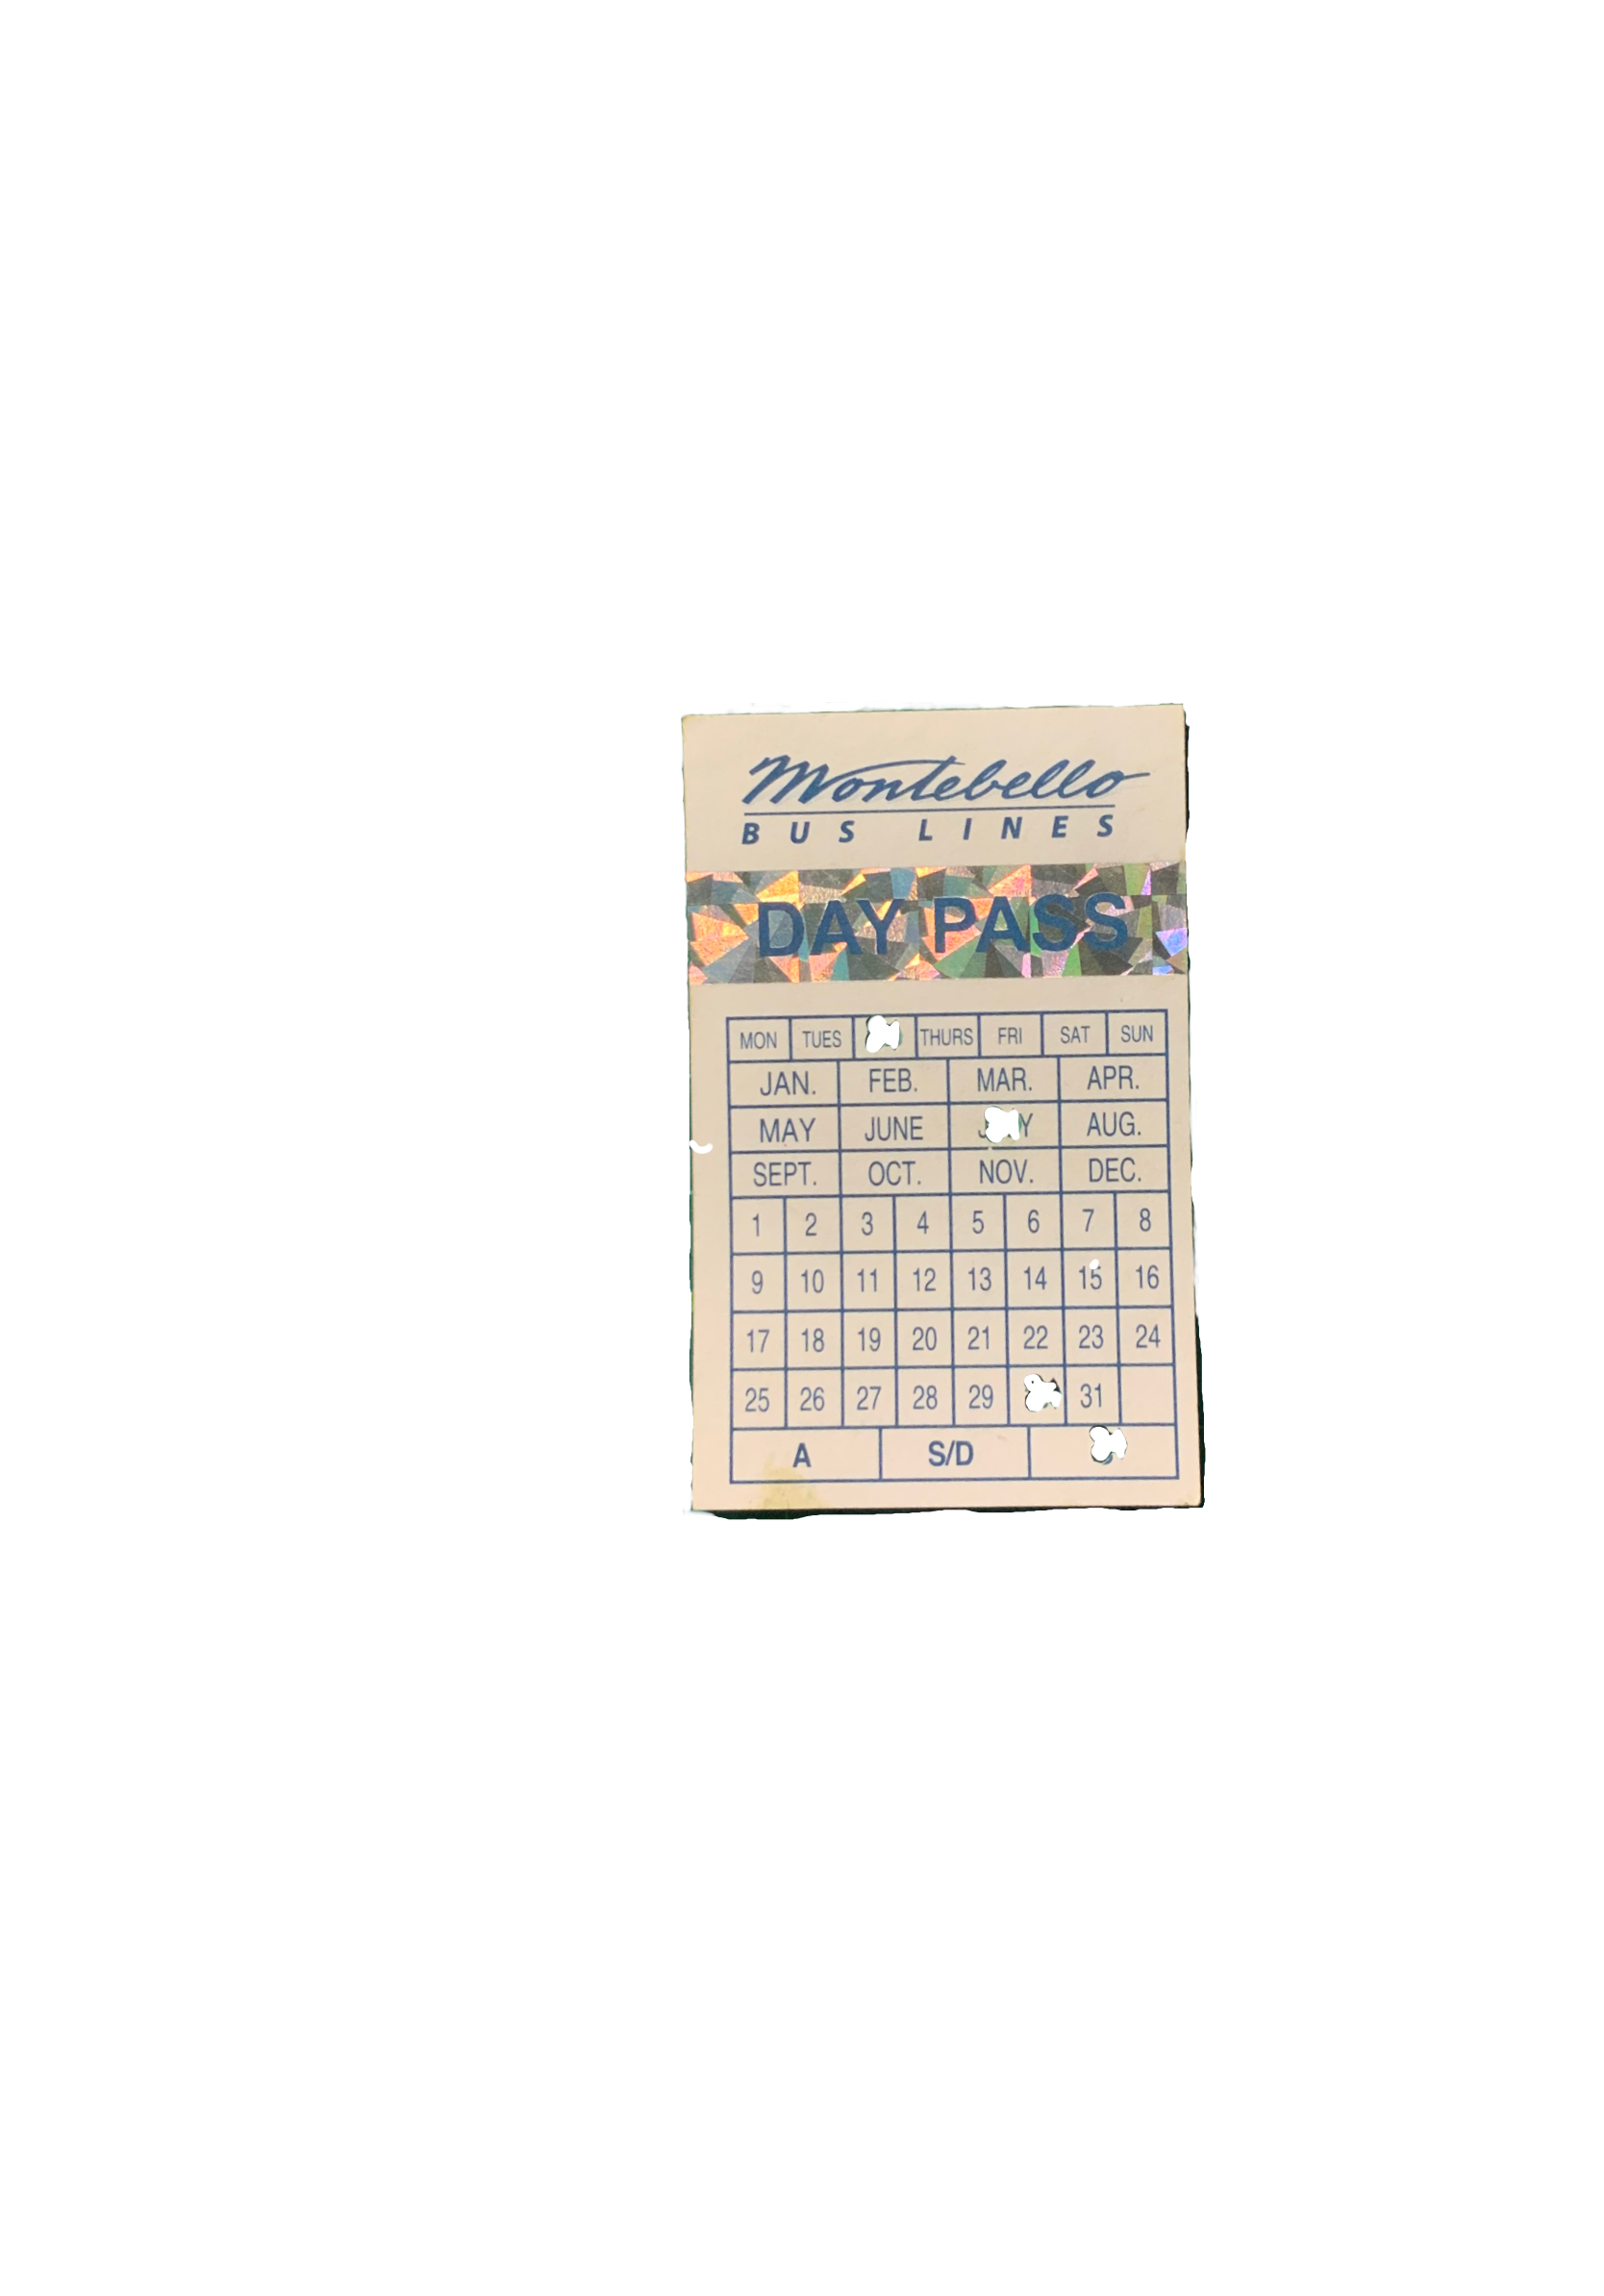 Montebello
BUS LINES
DAY PASS
MON TUES THURS FRI SAT SUN
JAN. FEB. MAR. APR.
MAY JUNE AUG.
SEPT. OCT. NOV. DEC.
1 2 3 4 5 6 7 8
9 10 11 12 13 14 15 16
17 18 19 20 21 22 23 24
25 26 27 28 29 31
A S/D